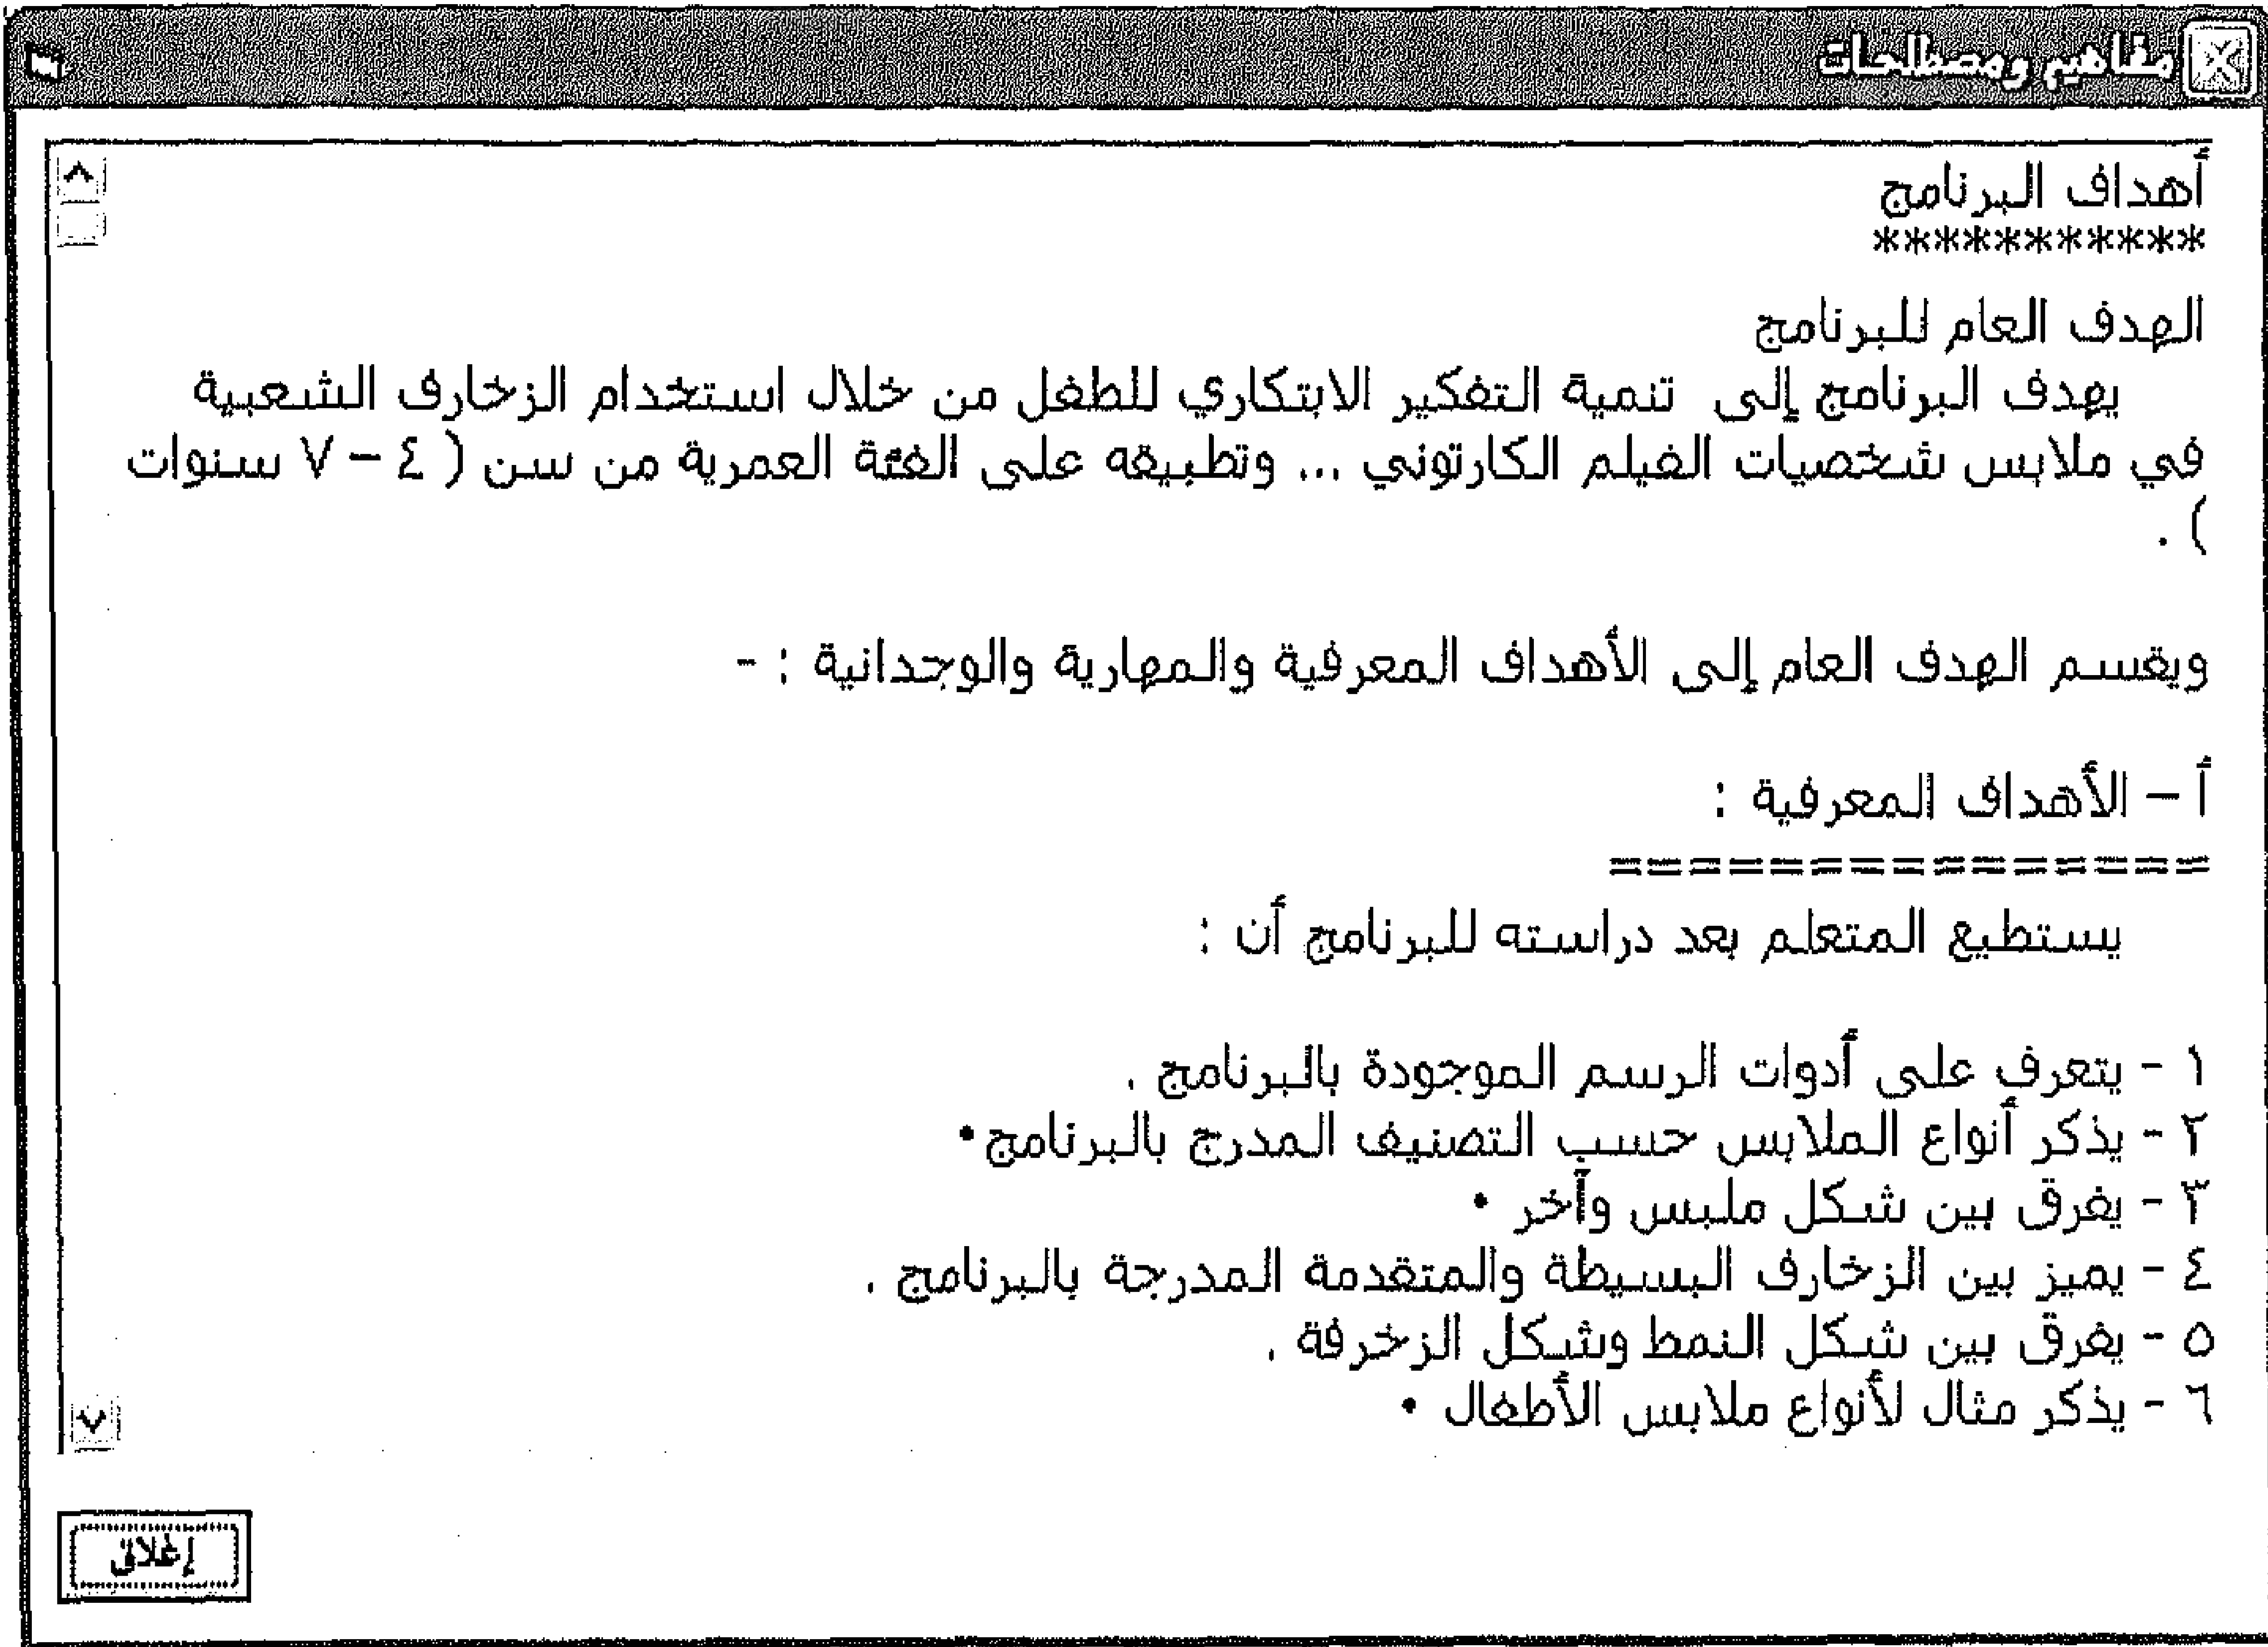 مفاهيم ومصطلحات
أهداف البرنامج
***********
الهدف العام للبرنامج
يهدف البرنامج إلى تنمية التفكير الابتكاري للطفل من خلال استخدام الزخارف الشعبية
في ملابس شخصيات الفيلم الكارتوني ... وتطبيقه على الفئة العمرية من سن ( ٤ – ٧ سنوات
) .
ويقسم الهدف العام إلى الأهداف المعرفية والمهارية والوجدانية : -
أ – الأهداف المعرفية :
===============
يستطيع المتعلم بعد دراسته للبرنامج أن :
١ - يتعرف على أدوات الرسم الموجودة بالبرنامج .
٢ - يذكر أنواع الملابس حسب التصنيف المدرج بالبرنامج•
٣ - يفرق بين شكل ملبس وآخر •
٤ - يميز بين الزخارف البسيطة والمتقدمة المدرجة بالبرنامج .
٥ - يفرق بين شكل النمط وشكل الزخرفة .
٦ - يذكر مثال لأنواع ملابس الأطفال •
إغلاق